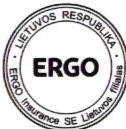 LIETUVOS RESPUBLIKA
ERGO
ERGO Insurance SE Lietuvos filialas